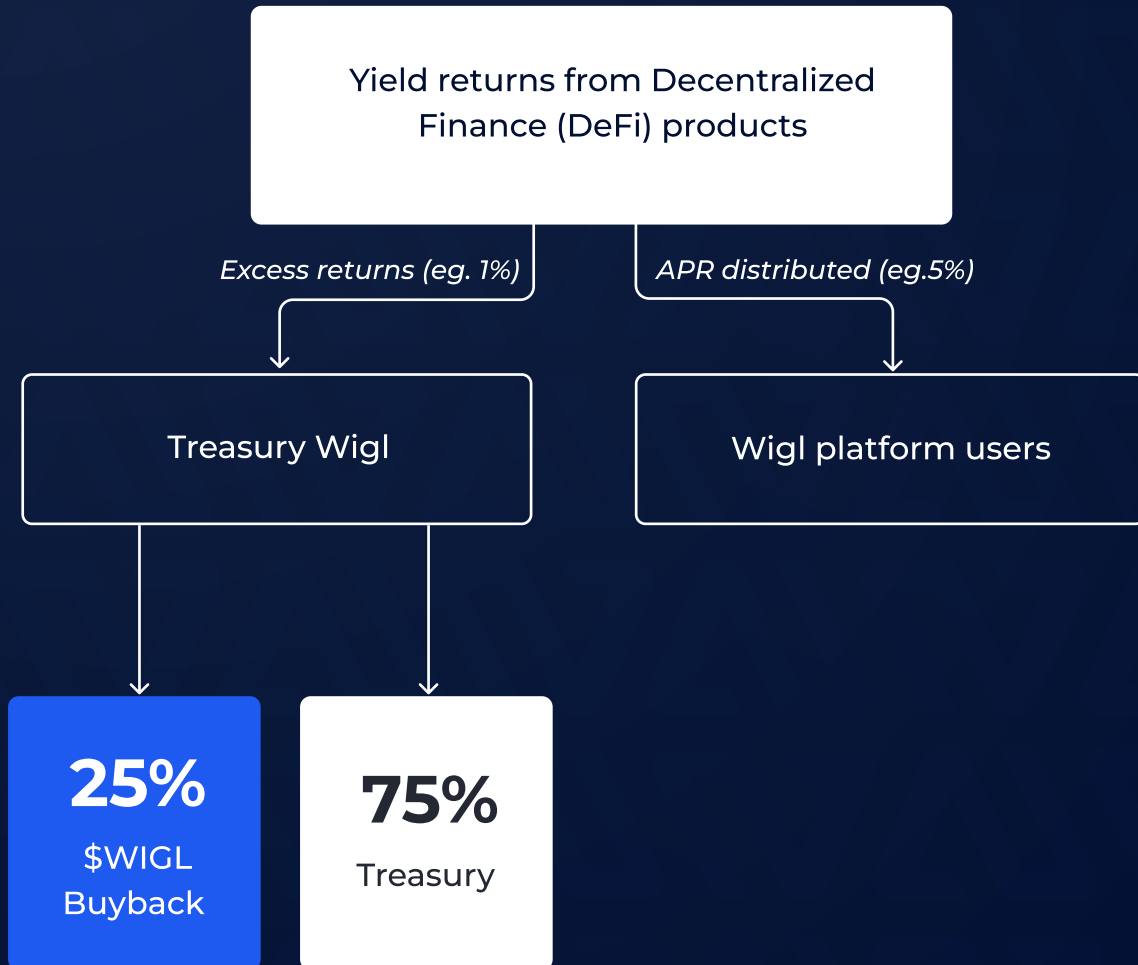 Yield returns from Decentralized
Finance (DeFi) products
Excess returns (eg. 1%)
APR distributed (eg.5%)
Treasury Wigl
Wigl platform users
25%
$WIGL
Buyback
75%
Treasury